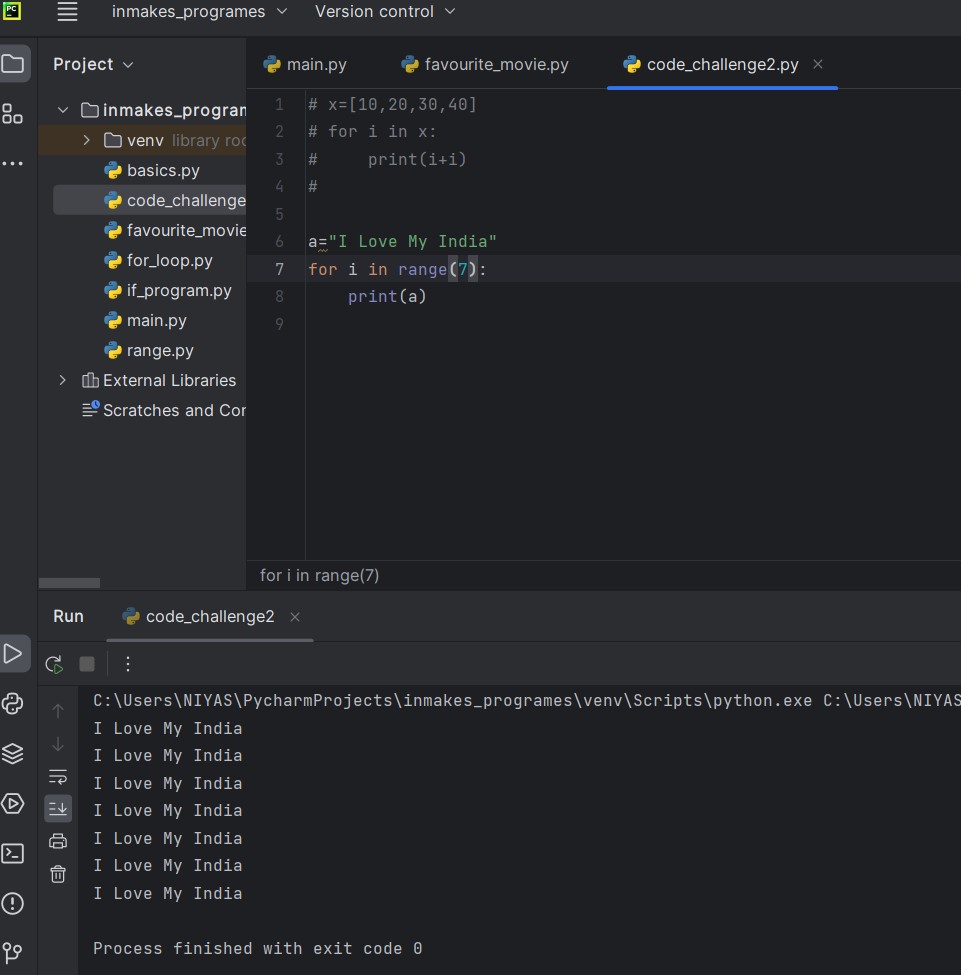 PC
inmakes_programes
Version control
Project
inmakes_program
venv library roo
basics.py
code_challenge
favourite_movie
for_loop.py
if_program.py
main.py
range.py
External Libraries
Scratches and Con
main.py
favourite_movie.py
code_challenge2.py
1 # x=[10,20,30,40]
2 # for i in x:
3 #     print(i+i)
4 #
5
6 a="I Love My India"
7 for i in range(7):
8     print(a)
9
for i in range(7)
Run
code_challenge2
C:\Users\NIYAS\PycharmProjects\inmakes_programes\venv\Scripts\python.exe C:\Users\NIYAS
I Love My India
I Love My India
I Love My India
I Love My India
I Love My India
I Love My India
I Love My India
Process finished with exit code 0